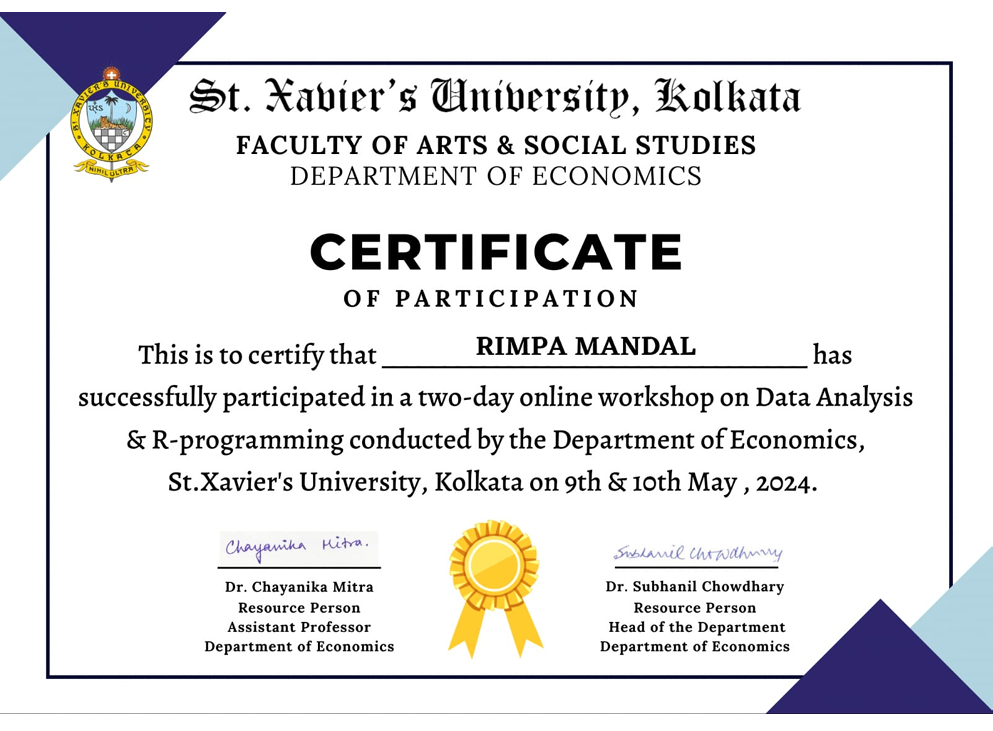 St. Xavier's University, Kolkata
FACULTY OF ARTS & SOCIAL STUDIES
DEPARTMENT OF ECONOMICS
ST. XAVIER'S UNIVERSITY
KOLKATA
NIHIL ULTRA
CERTIFICATE
OF PARTICIPATION
This is to certify that RIMPA MANDAL has
successfully participated in a two-day online workshop on Data Analysis
& R-programming conducted by the Department of Economics,
St.Xavier's University, Kolkata on 9th & 10th May , 2024.
Chayanika Mitra.
Dr. Chayanika Mitra
Resource Person
Assistant Professor
Department of Economics
Subhanil Chowdhury
Dr. Subhanil Chowdhary
Resource Person
Head of the Department
Department of Economics